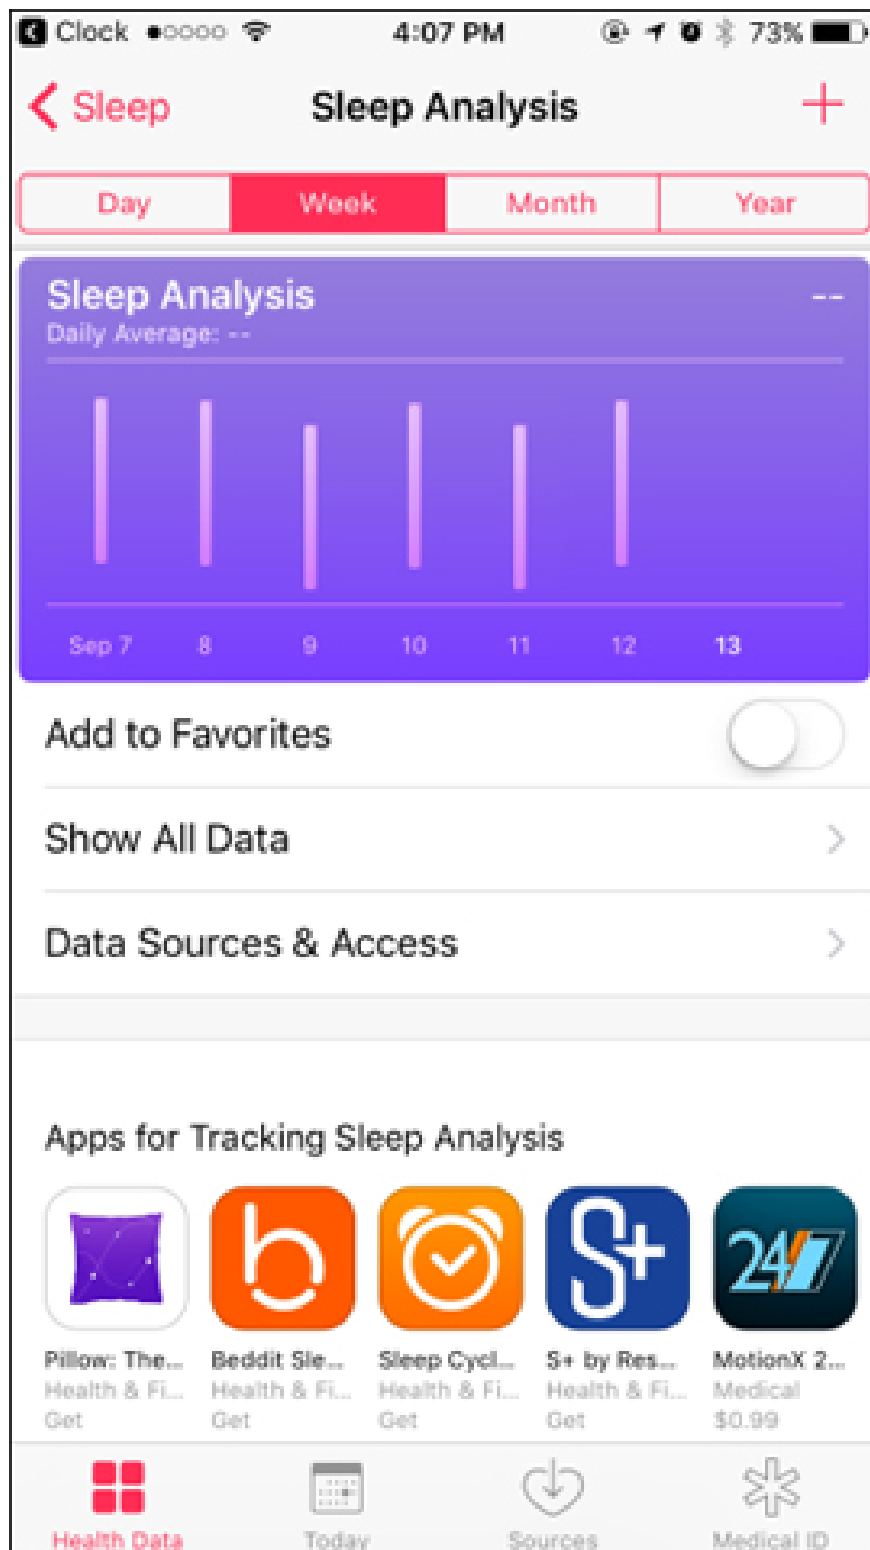 Clock 4:07 PM 73%
Sleep Sleep Analysis +
Day Week Month Year
Sleep Analysis --
Daily Average: --
Sep 7 8 9 10 11 12 13
Add to Favorites
Show All Data
Data Sources & Access
Apps for Tracking Sleep Analysis
b S+ 24/7
Pillow: The... Beddit Sle... Sleep Cycl... S+ by Res... MotionX 2...
Health & Fi... Health & Fi... Health & Fi... Health & Fi... Medical
Get Get Get Get $0.99
Health Data Today Sources Medical ID